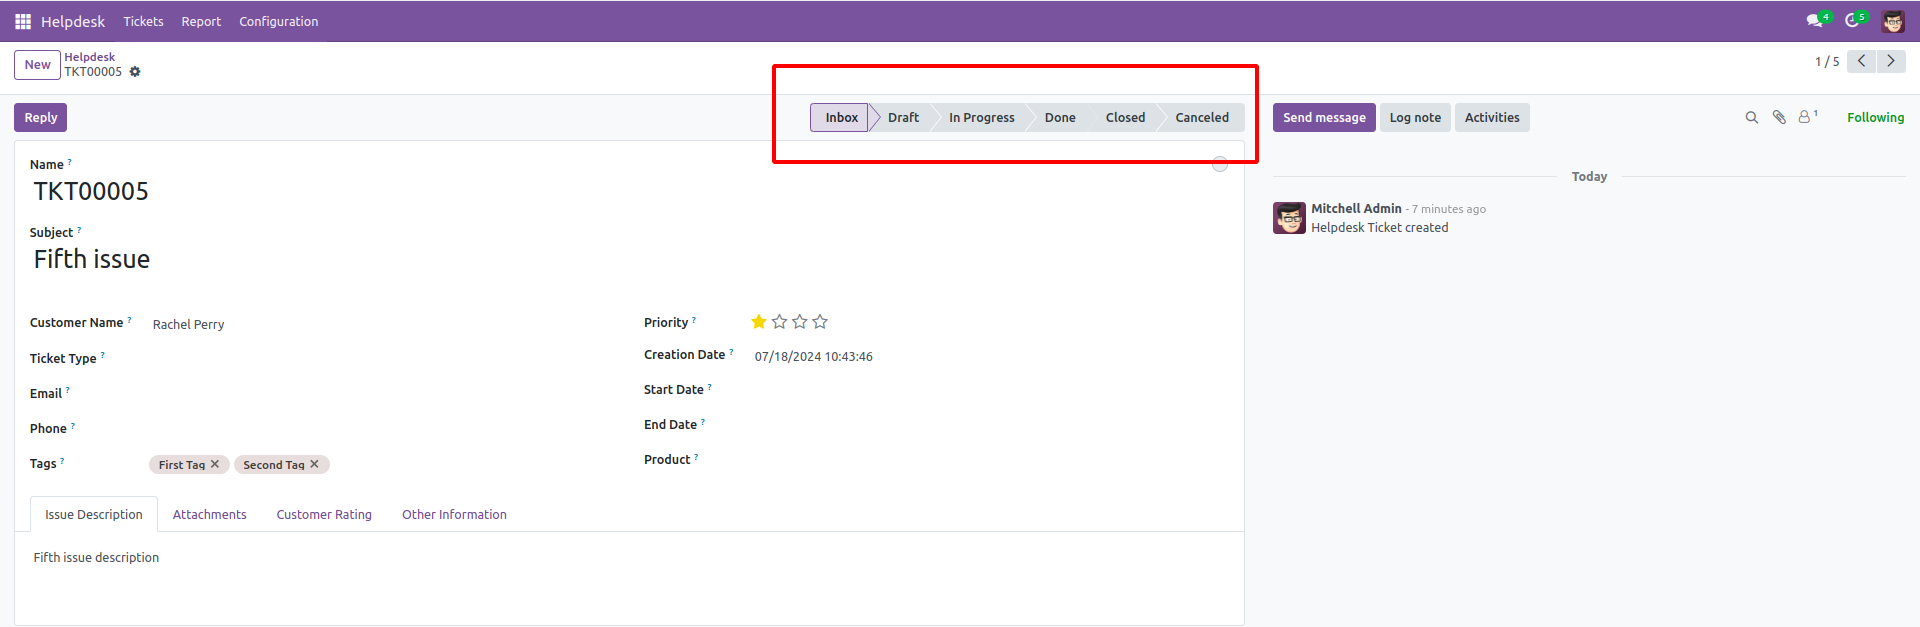 Helpdesk Tickets Report Configuration 4 5
New Helpdesk 1 / 5
TKT00005
Reply Inbox Draft In Progress Done Closed Canceled Send message Log note Activities 1 Following
Name ?
TKT00005
Today
Mitchell Admin - 7 minutes ago
Helpdesk Ticket created
Subject ?
Fifth issue
Customer Name ? Rachel Perry Priority ?
Ticket Type ? Creation Date ? 07/18/2024 10:43:46
Email ? Start Date ?
Phone ? End Date ?
Tags ? First Tag Second Tag Product ?
Issue Description Attachments Customer Rating Other Information
Fifth issue description